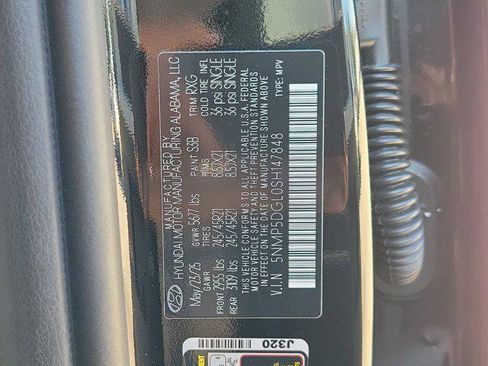 MANUFACTURED BY
HYUNDAI MOTOR MANUFACTURING ALABAMA, LLC
May/23/25 PAINT S3B TRIM RXG
GVWR 5677 lbs
GAWR TIRES RIMS COLD TIRE INFL
FRONT 2955 lbs 245/45R21 8.5JX21 36 psi SINGLE
REAR 3109 lbs 245/45R21 8.5JX21 36 psi SINGLE
THIS VEHICLE CONFORMS TO ALL APPLICABLE U.S.A. FEDERAL
MOTOR VEHICLE SAFETY AND THEFT PREVENTION STANDARDS
IN EFFECT ON THE DATE OF MANUFACTURE SHOWN ABOVE
V.I.N 5NMP5DGL0SH147848 TYPE: MPV
J320